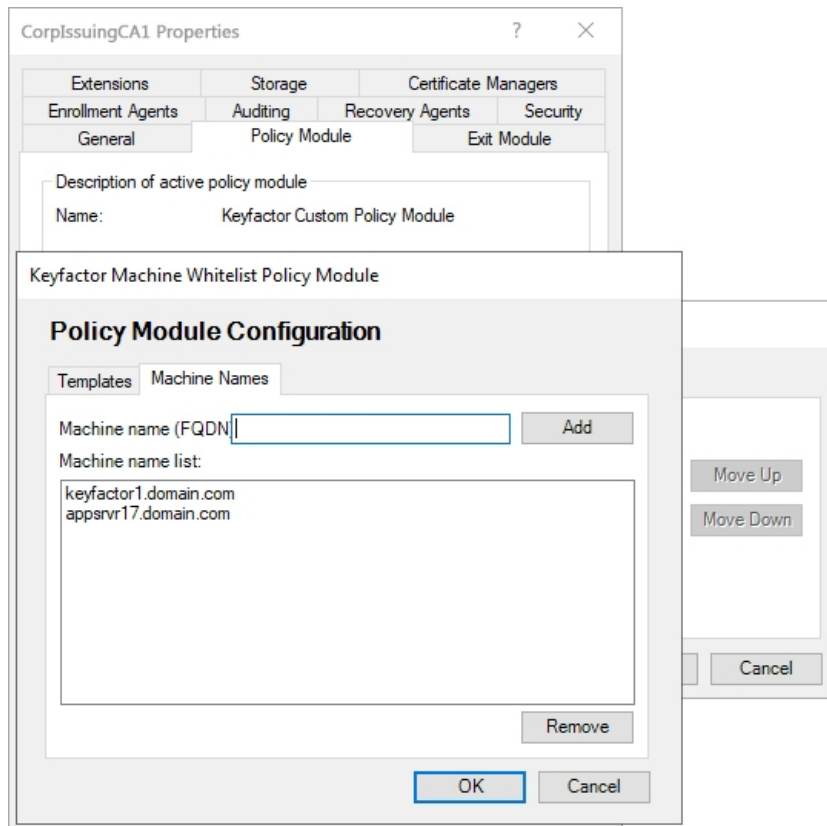 CorpIssuingCA1 Properties ?
Extensions Storage Certificate Managers
Enrollment Agents Auditing Recovery Agents Security
General Policy Module Exit Module
Description of active policy module
Name: Keyfactor Custom Policy Module
Keyfactor Machine Whitelist Policy Module
Policy Module Configuration
Templates Machine Names
Machine name (FQDN Add
Machine name list:
keyfactor1.domain.com
appsrvr17.domain.com
Move Up
Move Down
Cancel
Remove
OK Cancel